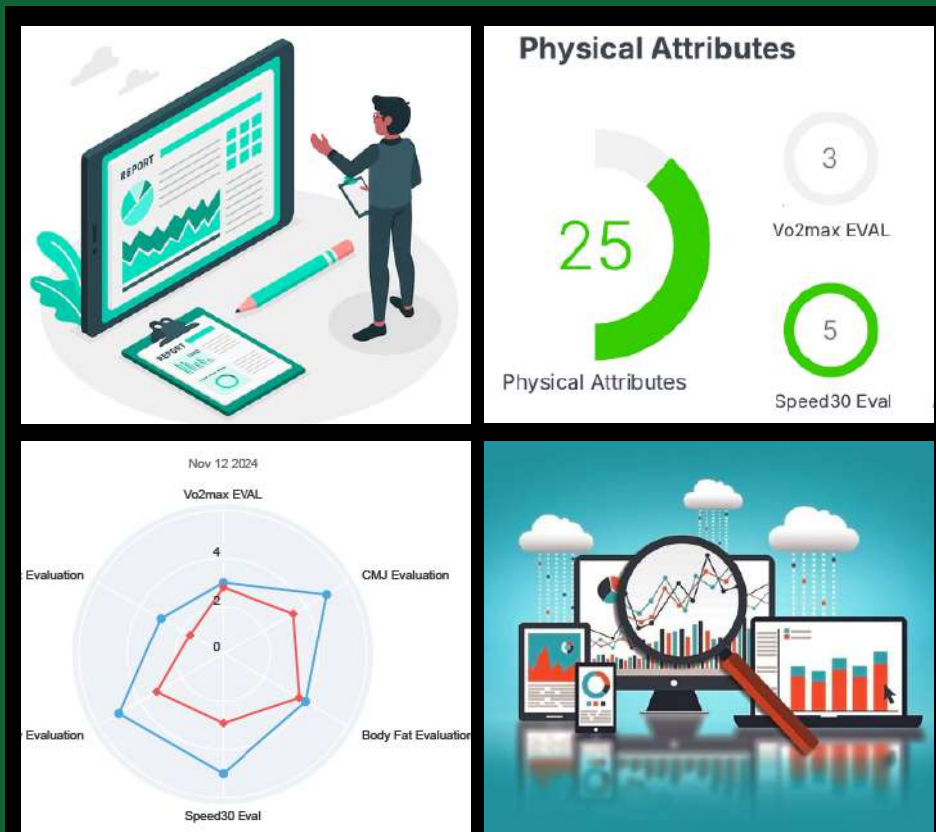 REPORT
REPORT
Physical Attributes
25
Physical Attributes
3
Vo2max EVAL
5
Speed30 Eval
Nov 12 2024
Vo2max EVAL
4
Evaluation
CMJ Evaluation
2
0
Evaluation
Body Fat Evaluation
Speed30 Eval